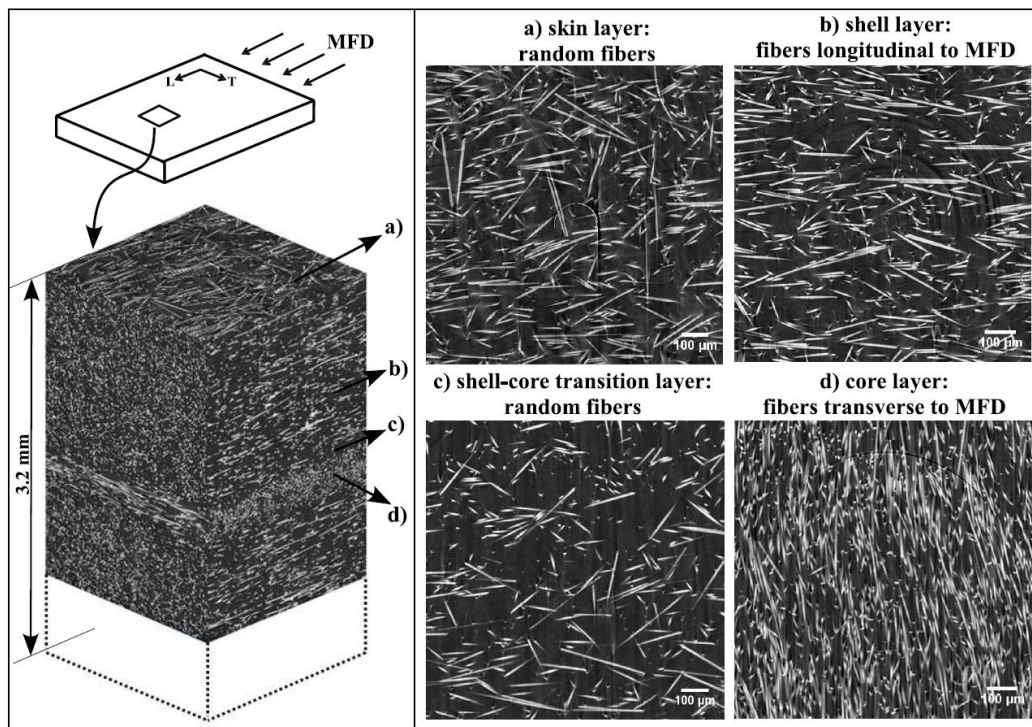 MFD
L
T
a)
b)
c)
d)
3.2 mm
a) skin layer:
random fibers
100 µm
b) shell layer:
fibers longitudinal to MFD
100 µm
c) shell-core transition layer:
random fibers
100 µm
d) core layer:
fibers transverse to MFD
100 µm